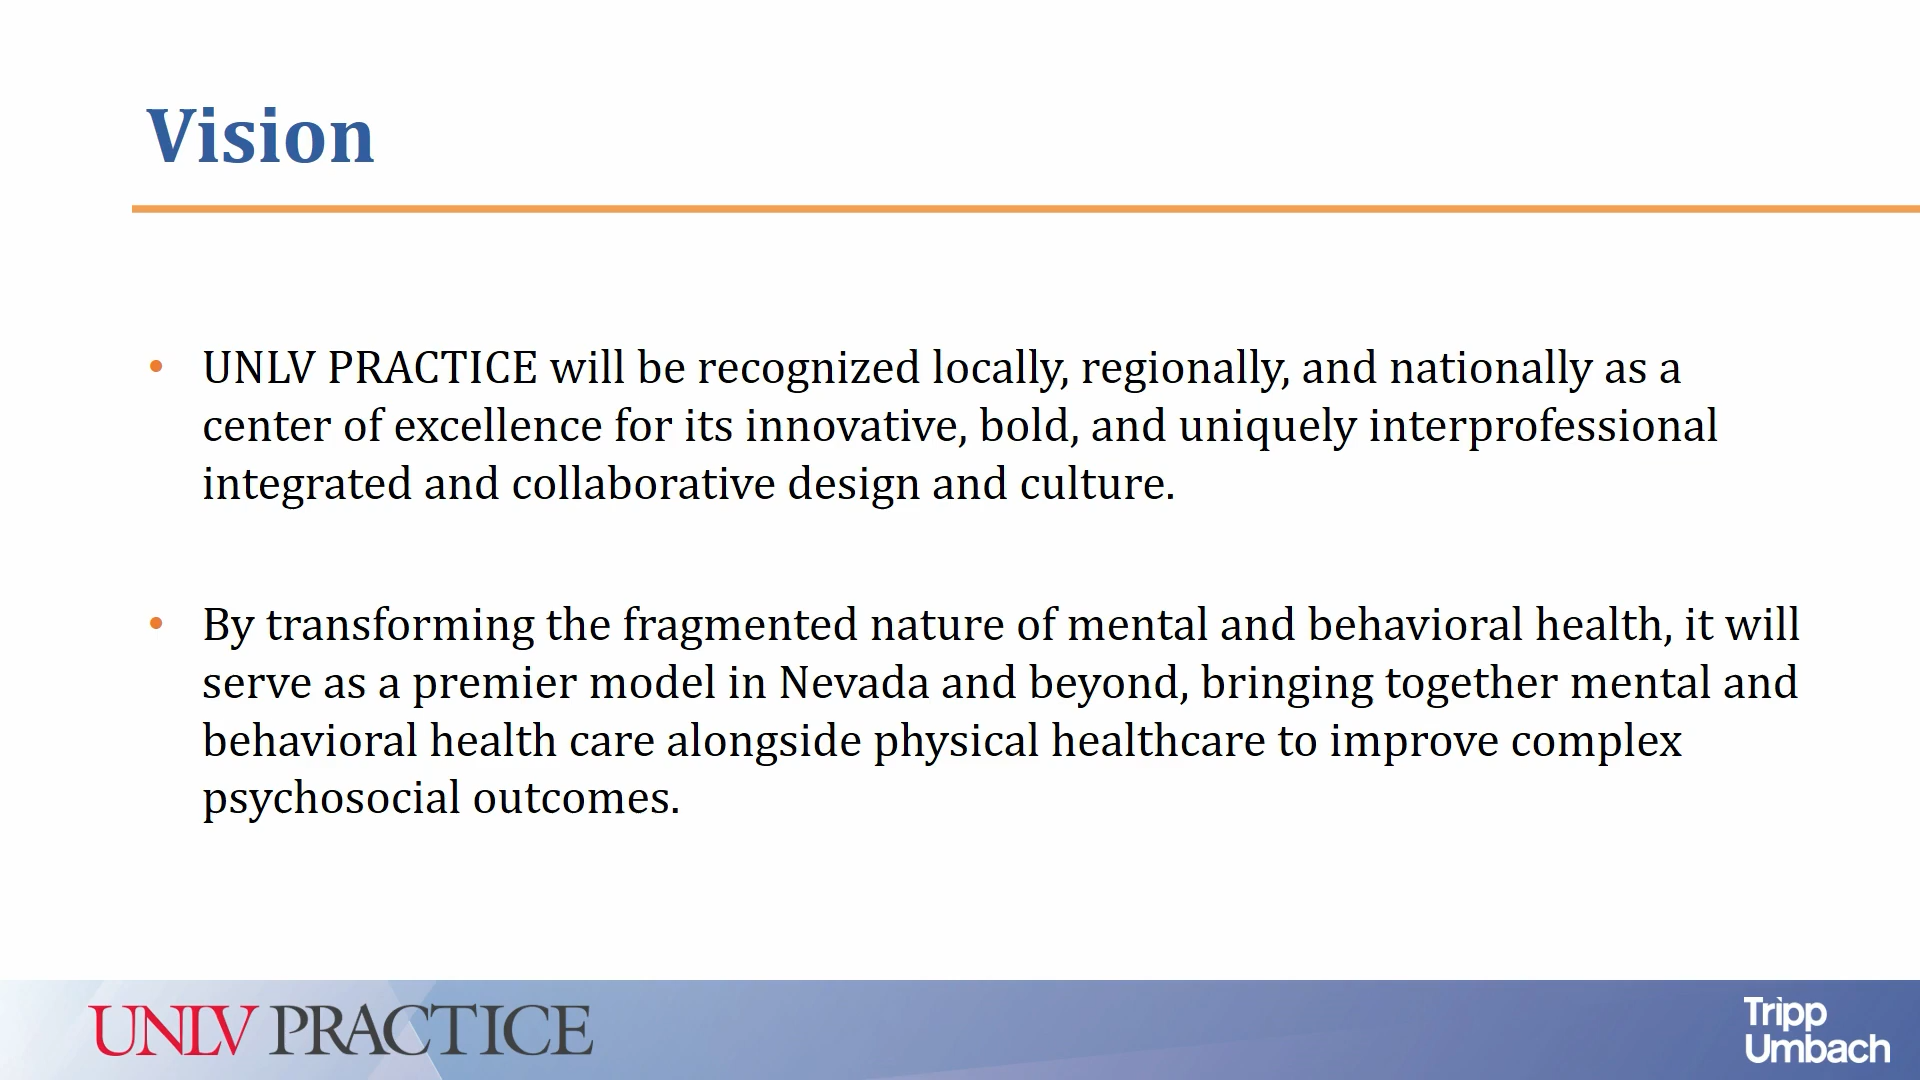 Vision
• UNLV PRACTICE will be recognized locally, regionally, and nationally as a
center of excellence for its innovative, bold, and uniquely interprofessional
integrated and collaborative design and culture.
• By transforming the fragmented nature of mental and behavioral health, it will
serve as a premier model in Nevada and beyond, bringing together mental and
behavioral health care alongside physical healthcare to improve complex
psychosocial outcomes.
UNLV PRACTICE
Tripp
Umbach